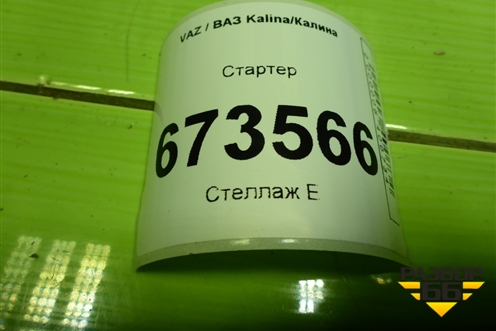 VAZ / ВАЗ Kalina/Калина
Стартер
673566
Стеллаж Е
РАЗБОР
66